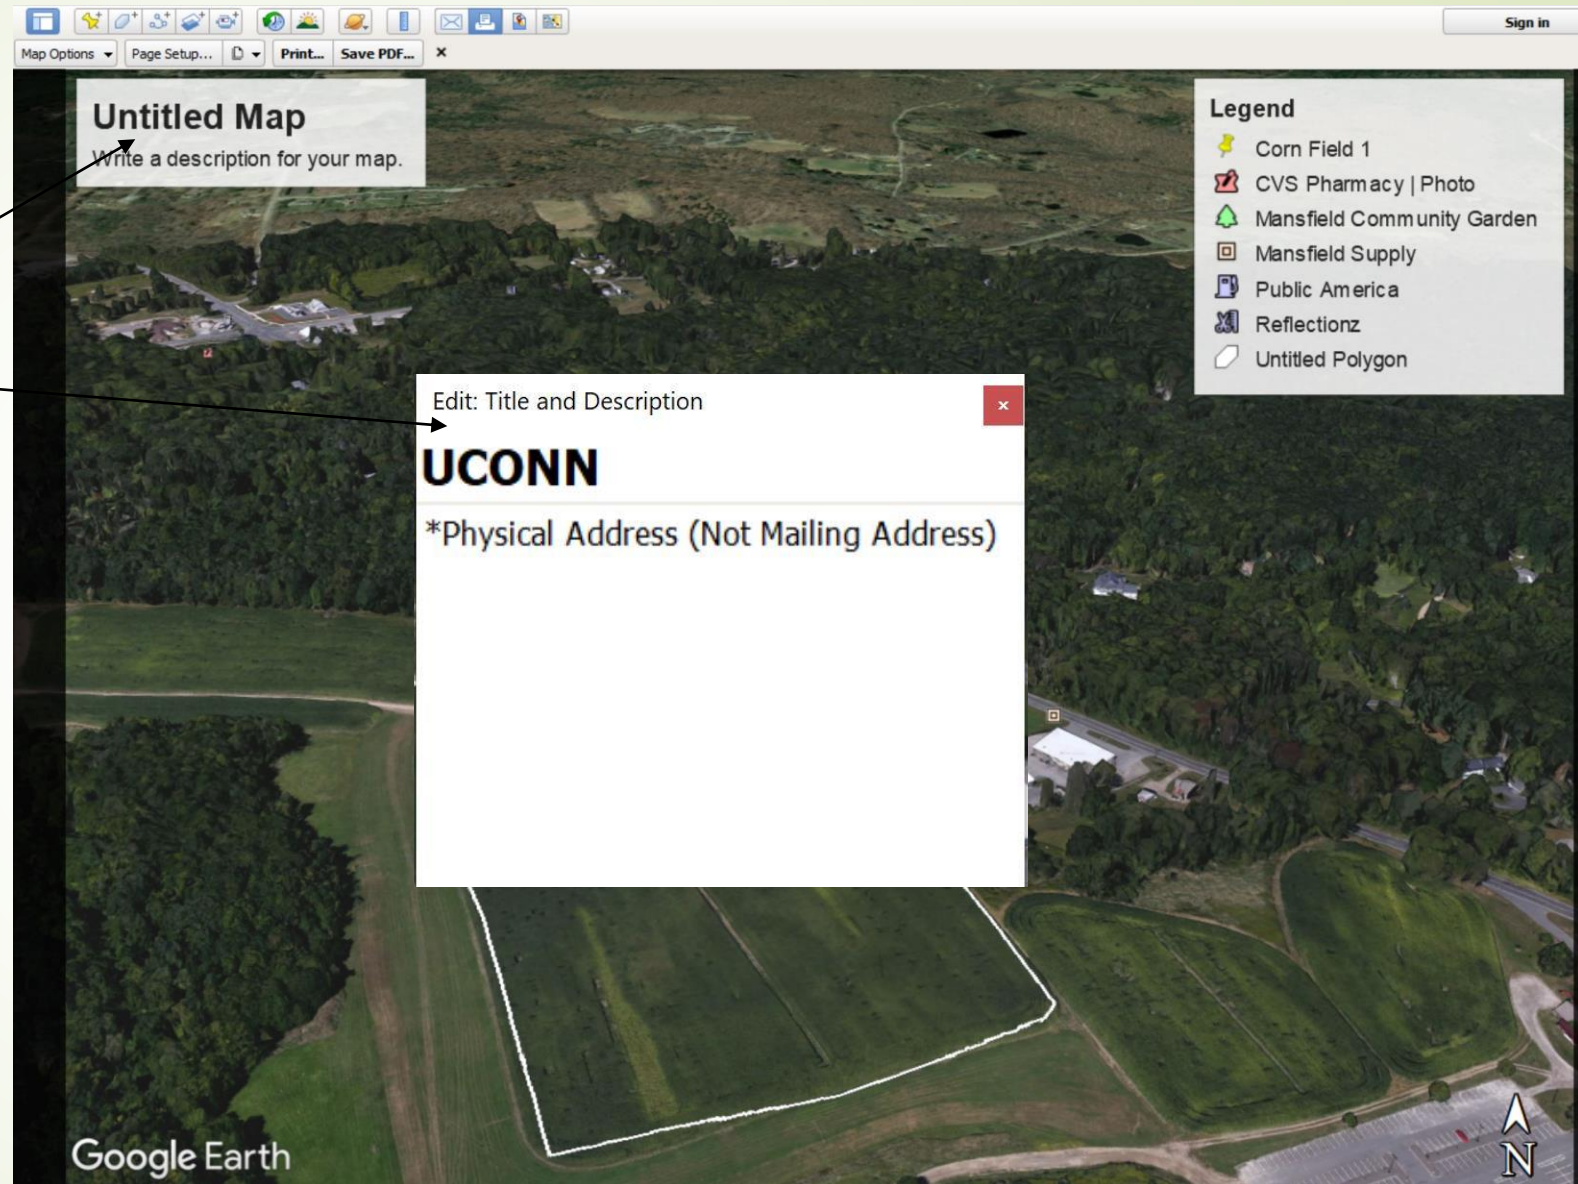 Sign in
Map Options
Page Setup...
Print...
Save PDF...
Untitled Map
Write a description for your map.
Legend
Corn Field 1
CVS Pharmacy | Photo
Mansfield Community Garden
Mansfield Supply
Public America
Reflectionz
Untitled Polygon
Edit: Title and Description
UCONN
*Physical Address (Not Mailing Address)
Google Earth
N